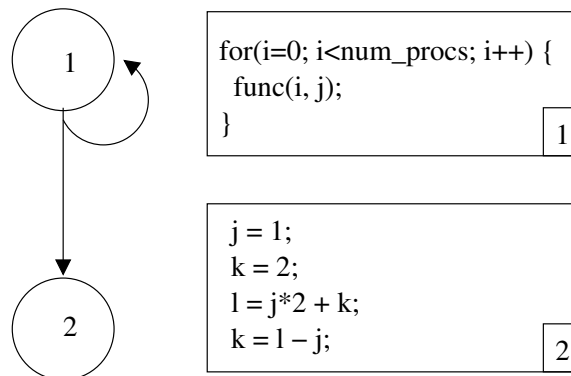 1
for(i=0; i<num_procs; i++) {
func(i, j);
}
1
2
j = 1;
k = 2;
l = j*2 + k;
k = l – j;
2